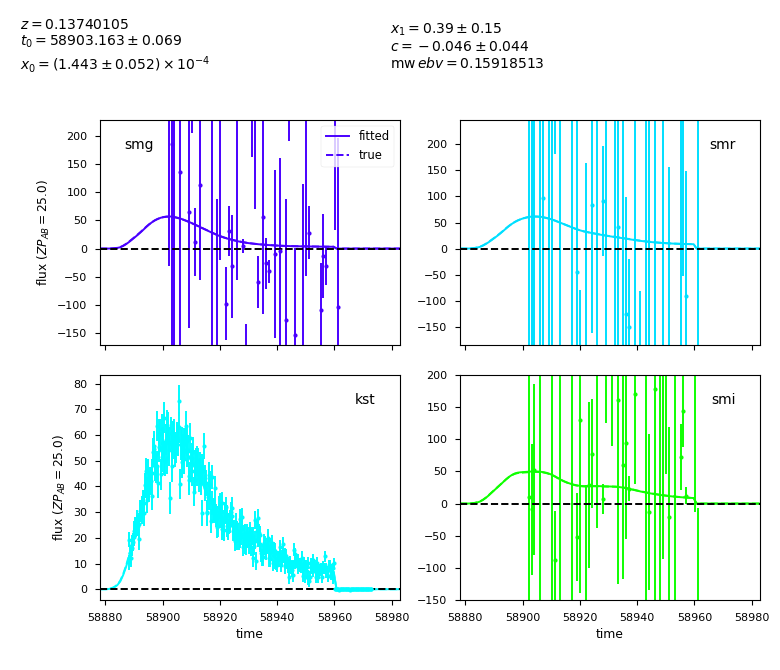 z = 0.13740105
t₀ = 58903.163 ± 0.069
x₀ = (1.443 ± 0.052) × 10⁻⁴
x₁ = 0.39 ± 0.15
c = −0.046 ± 0.044
mw ebv = 0.15918513
smg
fitted
true
200
150
100
50
0
−50
−100
−150
flux (ZP_AB = 25.0)
smr
200
150
100
50
0
−50
−100
−150
kst
80
70
60
50
40
30
20
10
0
flux (ZP_AB = 25.0)
58880 58900 58920 58940 58960 58980
time
smi
200
150
100
50
0
−50
−100
−150
58880 58900 58920 58940 58960 58980
time